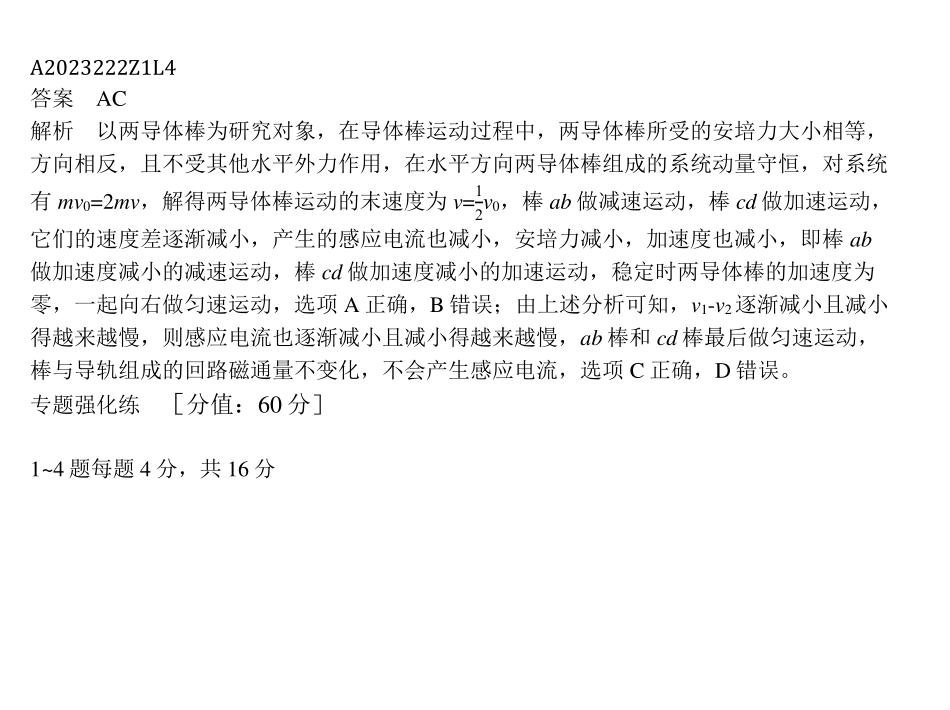 A2023222Z1L4
答案　AC
解析　以两导体棒为研究对象，在导体棒运动过程中，两导体棒所受的安培力大小相等，
方向相反，且不受其他水平外力作用，在水平方向两导体棒组成的系统动量守恒，对系统
有 mv₀=2mv，解得两导体棒运动的末速度为 v=1/2v₀，棒 ab 做减速运动，棒 cd 做加速运动，
它们的速度差逐渐减小，产生的感应电流也减小，安培力减小，加速度也减小，即棒 ab
做加速度减小的减速运动，棒 cd 做加速度减小的加速运动，稳定时两导体棒的加速度为
零，一起向右做匀速运动，选项 A 正确，B 错误；由上述分析可知，v₁-v₂逐渐减小且减小
得越来越慢，则感应电流也逐渐减小且减小得越来越慢，ab 棒和 cd 棒最后做匀速运动，
棒与导轨组成的回路磁通量不变化，不会产生感应电流，选项 C 正确，D 错误。
专题强化练　［分值：60 分］
1~4 题每题 4 分，共 16 分